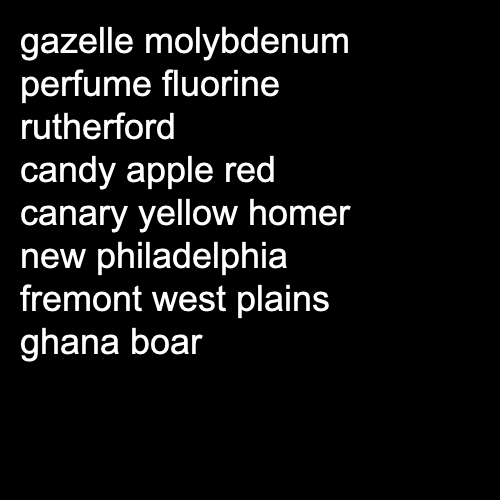 gazelle molybdenum
perfume fluorine
rutherford
candy apple red
canary yellow homer
new philadelphia
fremont west plains
ghana boar